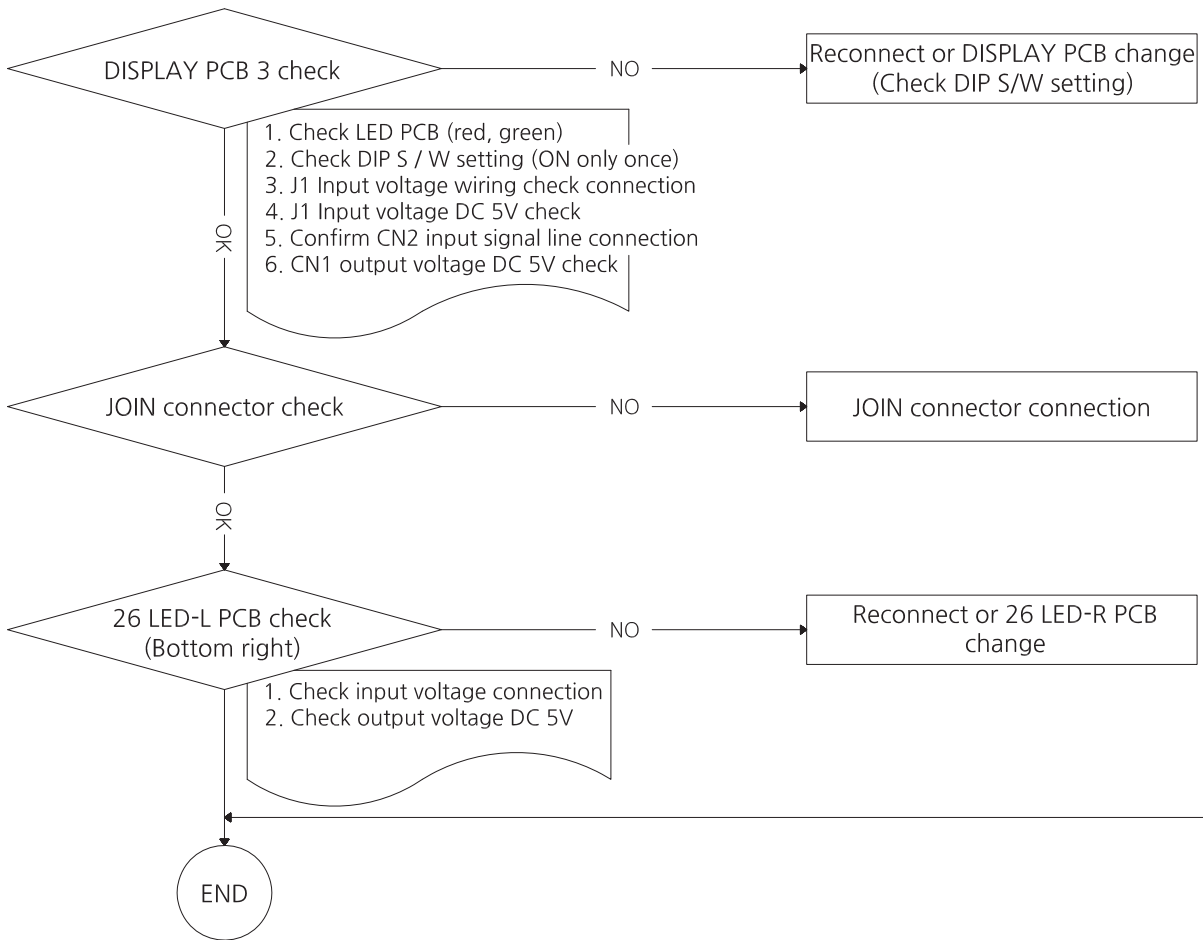 DISPLAY PCB 3 check
NO
Reconnect or DISPLAY PCB change
(Check DIP S/W setting)
1. Check LED PCB (red, green)
2. Check DIP S / W setting (ON only once)
3. J1 Input voltage wiring check connection
4. J1 Input voltage DC 5V check
5. Confirm CN2 input signal line connection
6. CN1 output voltage DC 5V check
OK
JOIN connector check
NO
JOIN connector connection
OK
26 LED-L PCB check
(Bottom right)
NO
Reconnect or 26 LED-R PCB
change
1. Check input voltage connection
2. Check output voltage DC 5V
END